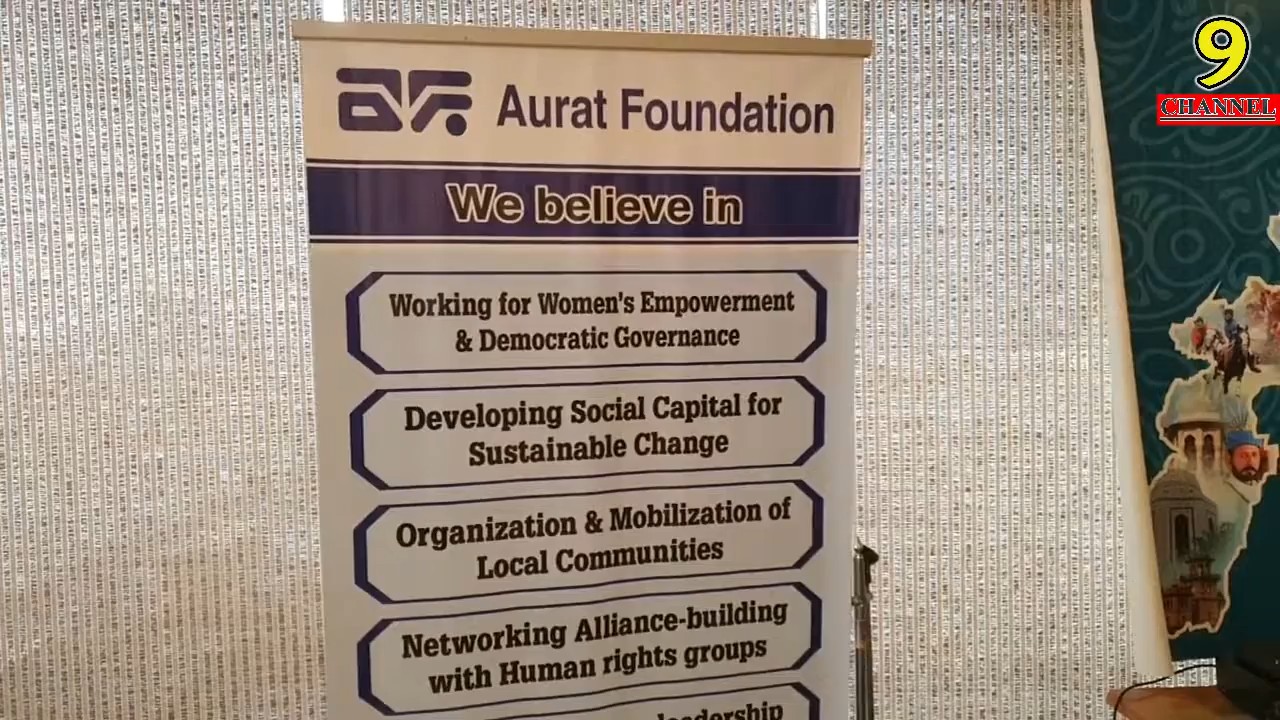 9
CHANNEL
Aurat Foundation
We believe in
Working for Women's Empowerment
& Democratic Governance
Developing Social Capital for
Sustainable Change
Organization & Mobilization of
Local Communities
Networking Alliance-building
with Human rights groups
leadership